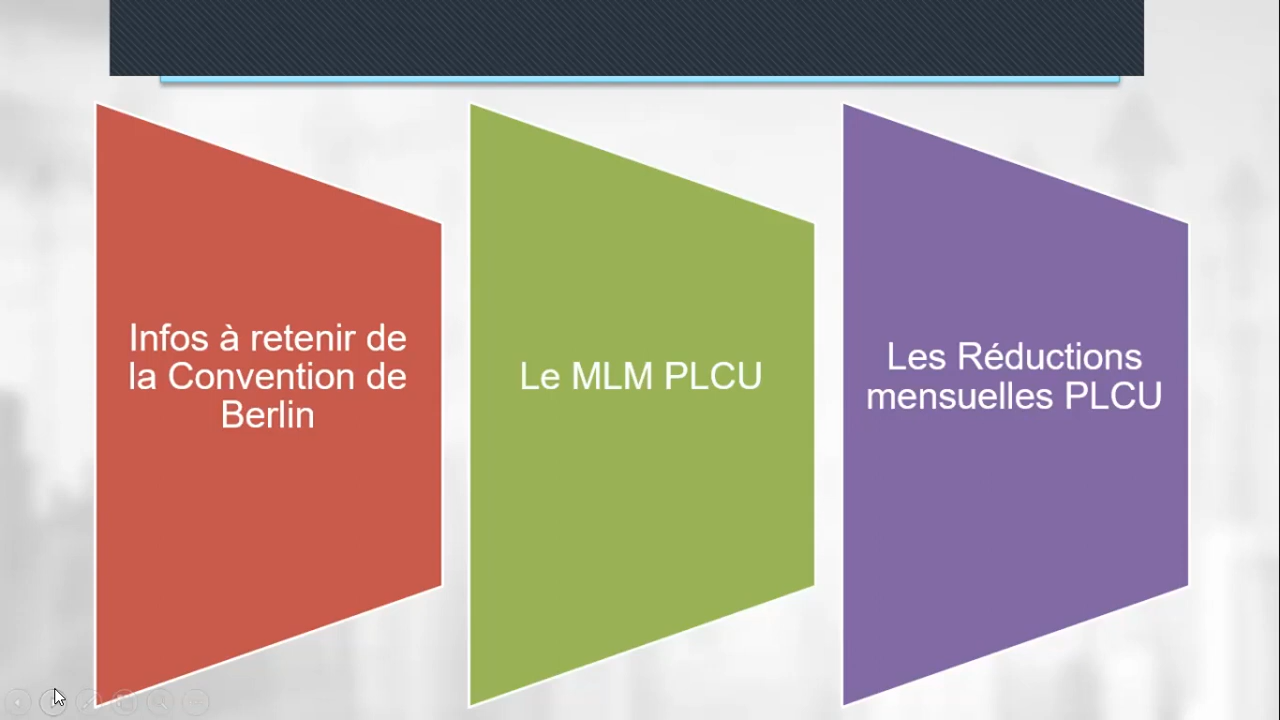 Infos à retenir de
la Convention de
Berlin
Le MLM PLCU
Les Réductions
mensuelles PLCU